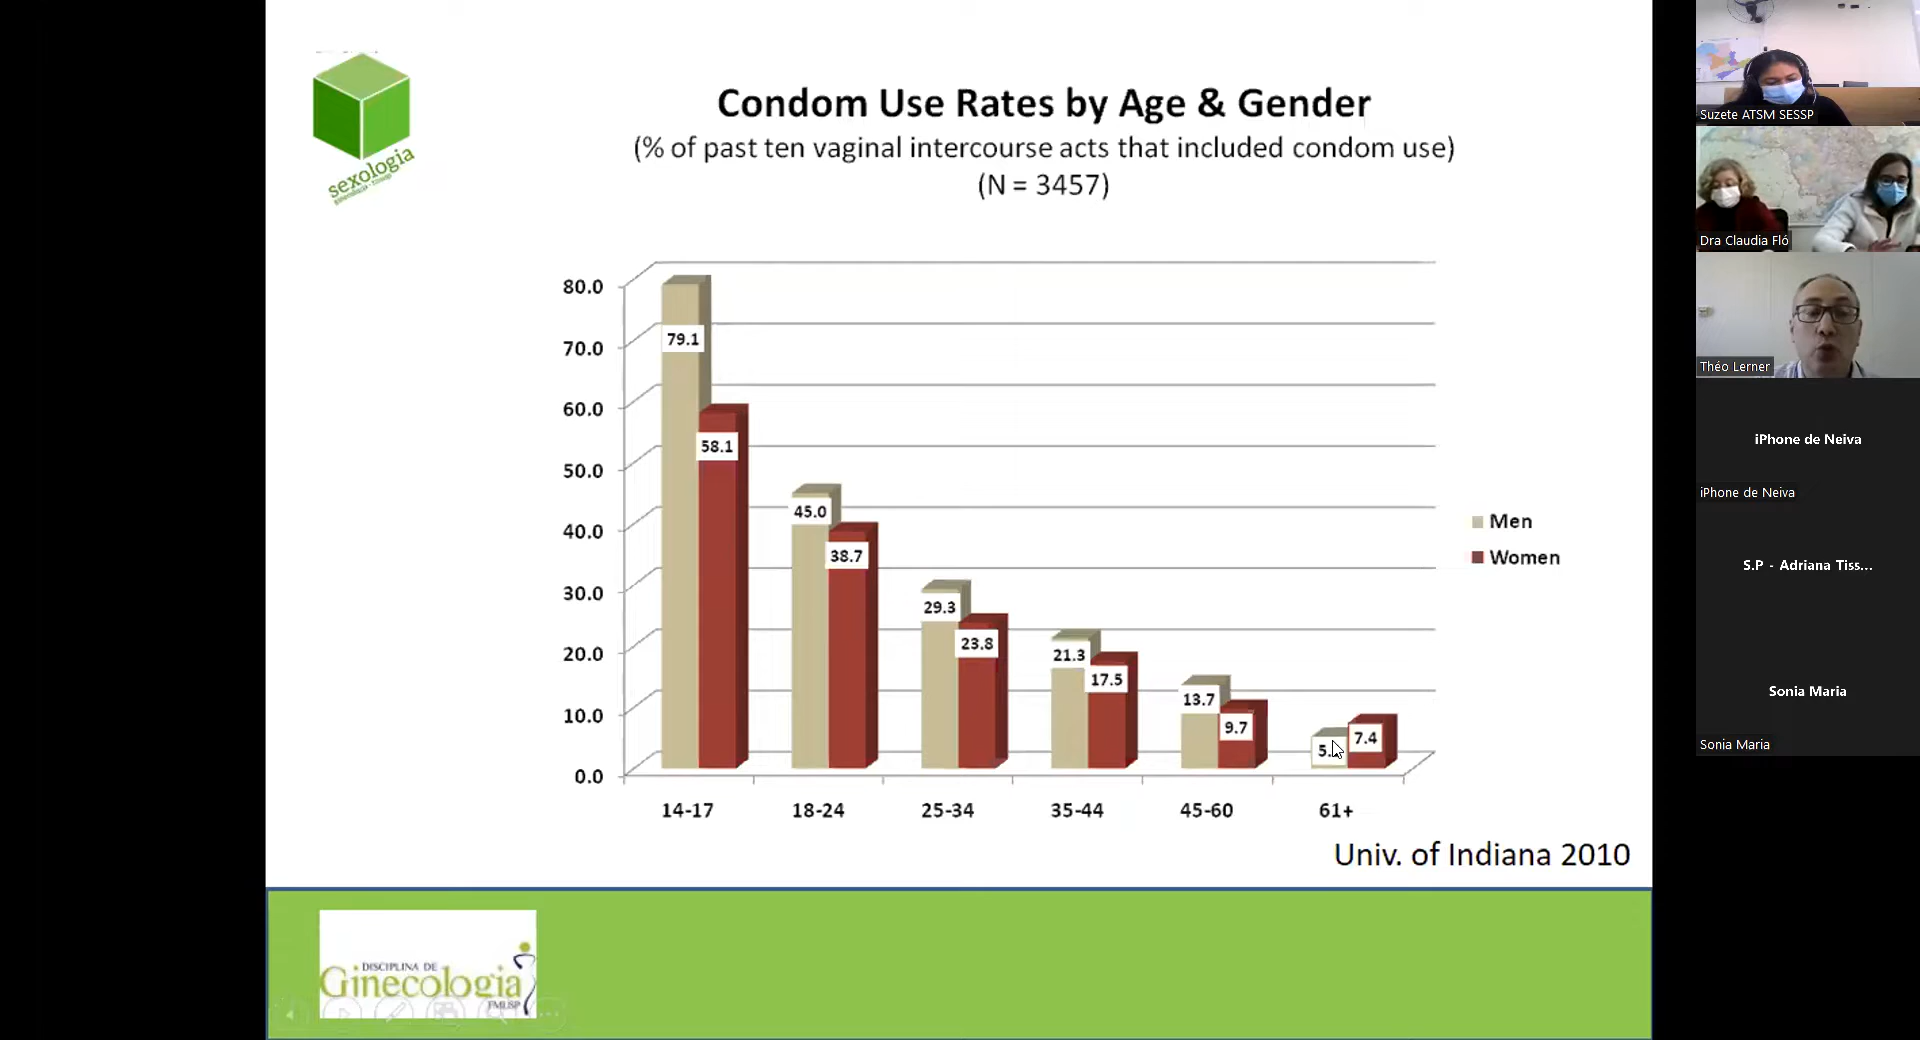 sexologia
Condom Use Rates by Age & Gender
(% of past ten vaginal intercourse acts that included condom use)
(N = 3457)
80.0
70.0
60.0
50.0
40.0
30.0
20.0
10.0
0.0
79.1
58.1
45.0
38.7
29.3
23.8
21.3
17.5
13.7
9.7
7.4
14-17
18-24
25-34
35-44
45-60
61+
Men
Women
Univ. of Indiana 2010
DISCIPLINA DE
Ginecologia
FMUSP
Suzete ATSM SESSP
Dra Claudia Fló
Théo Lerner
iPhone de Neiva
iPhone de Neiva
S.P - Adriana Tiss...
Sonia Maria
Sonia Maria